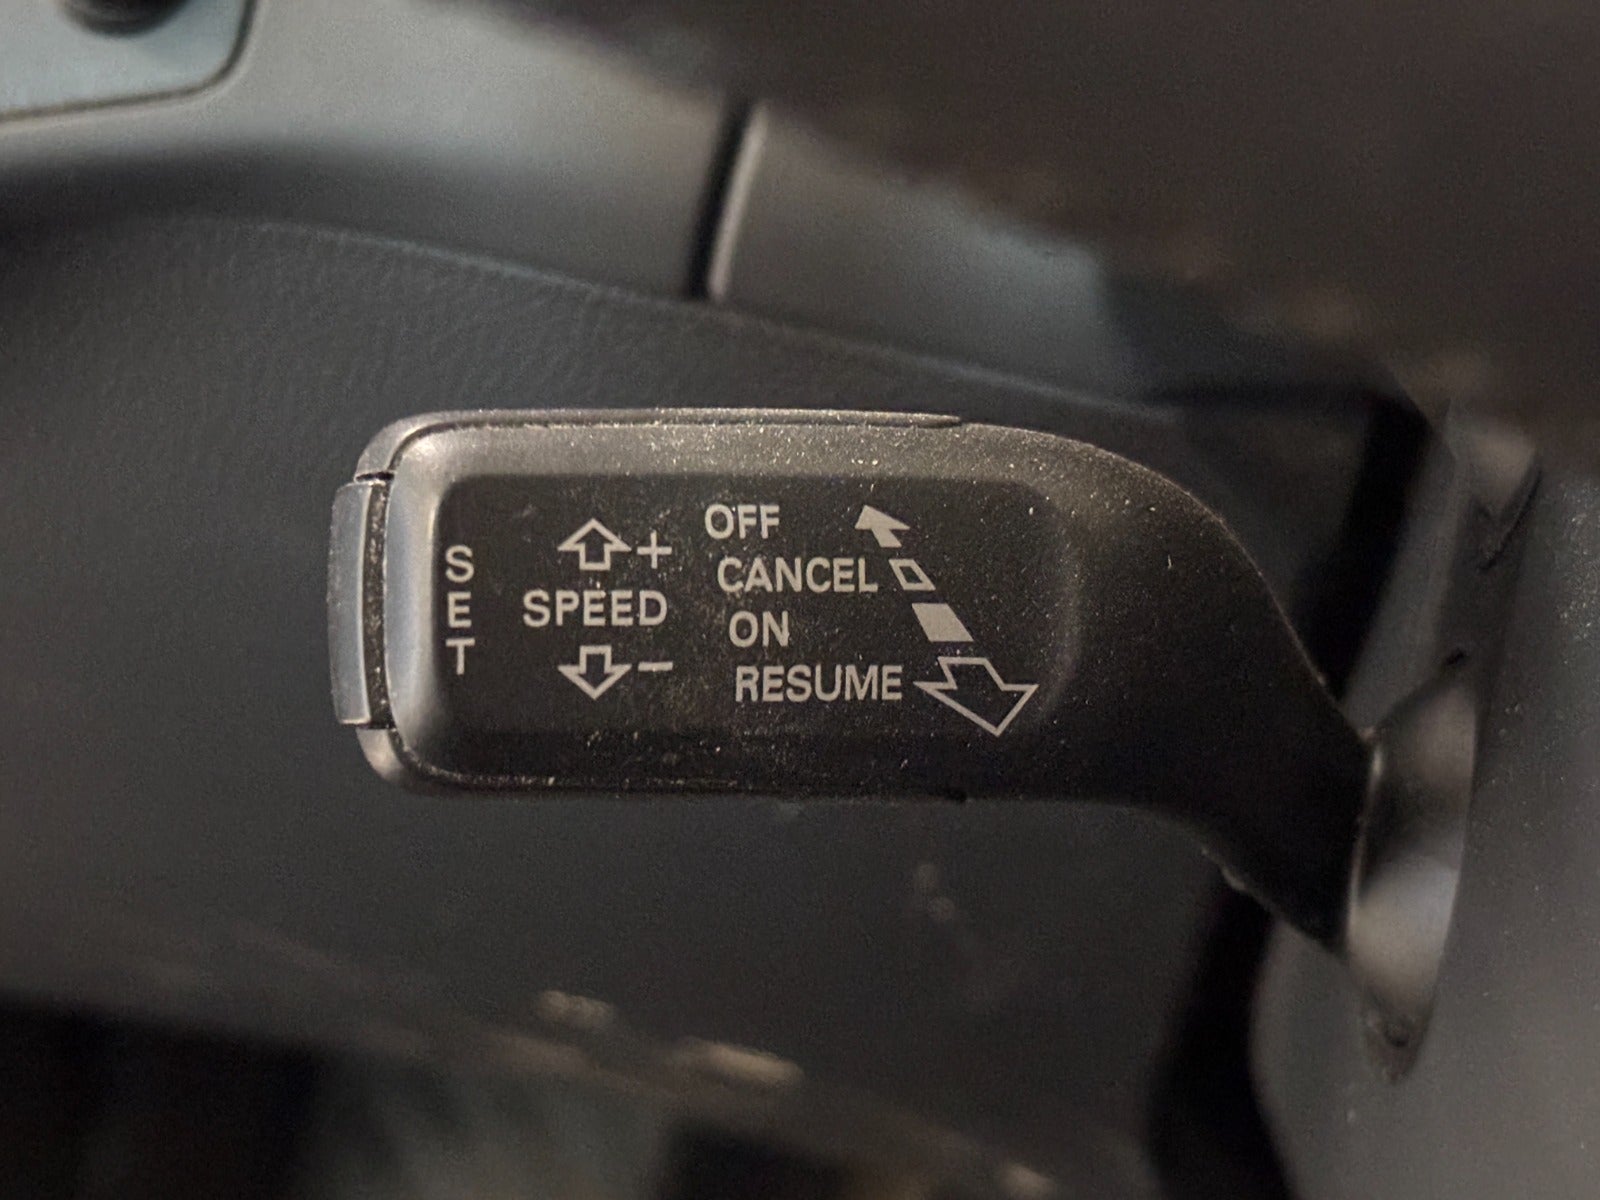 SET
+
SPEED
−
OFF
CANCEL
ON
RESUME